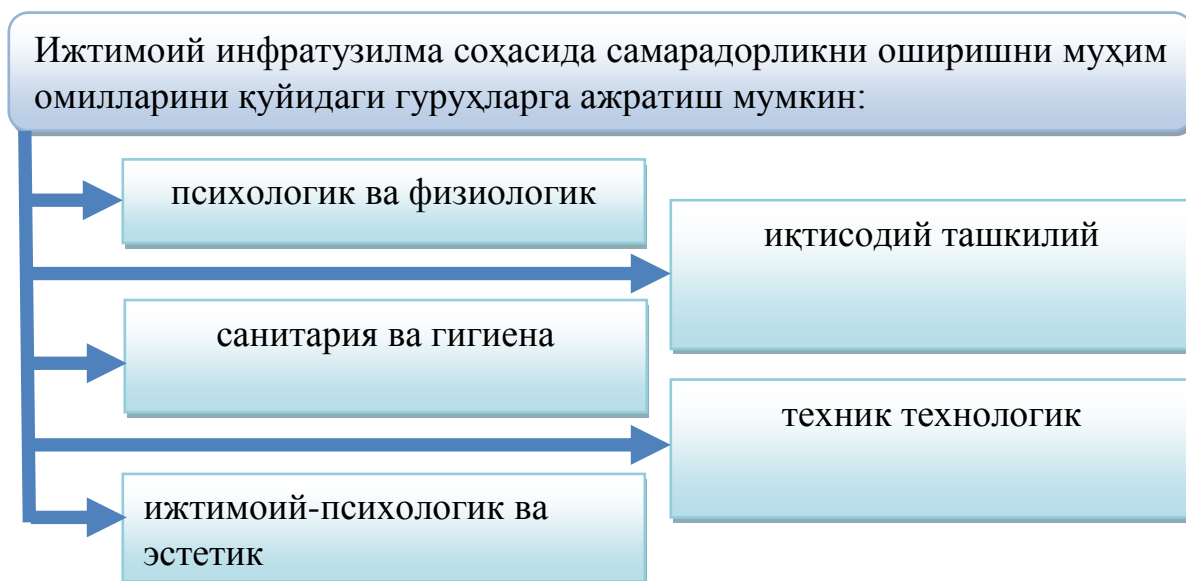 Ижтимоий инфратузилма соҳасида самарадорликни оширишни муҳим
омилларини қуйидаги гуруҳларга ажратиш мумкин:
психологик ва физиологик
иқтисодий ташкилий
санитария ва гигиена
техник технологик
ижтимоий-психологик ва
эстетик